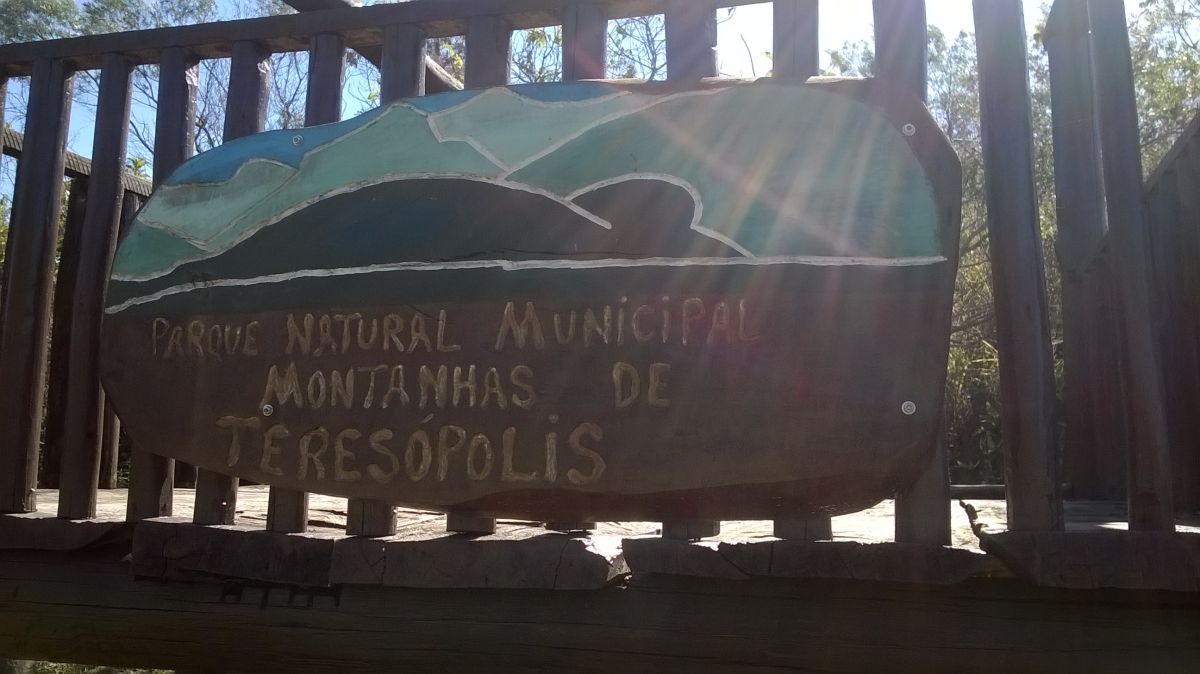 Parque Natural Municipal
Montanhas de
Teresópolis